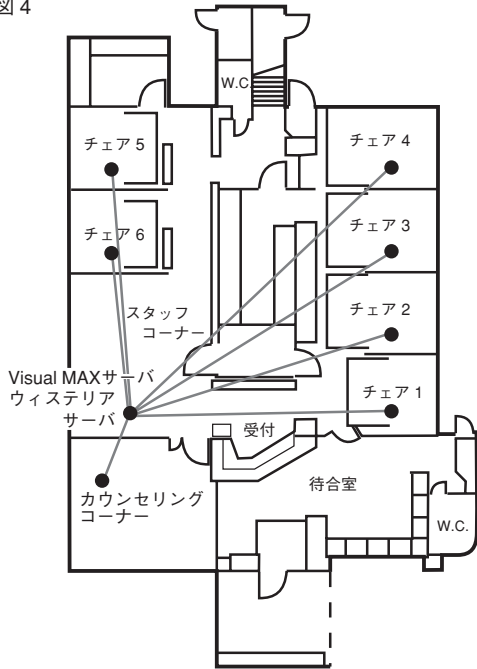 図 4
W.C.
チェア 5
チェア 4
チェア 6
チェア 3
スタッフ
コーナー
チェア 2
Visual MAXサーバ
ウィステリア
サーバ
チェア 1
受付
カウンセリング
コーナー
待合室
W.C.